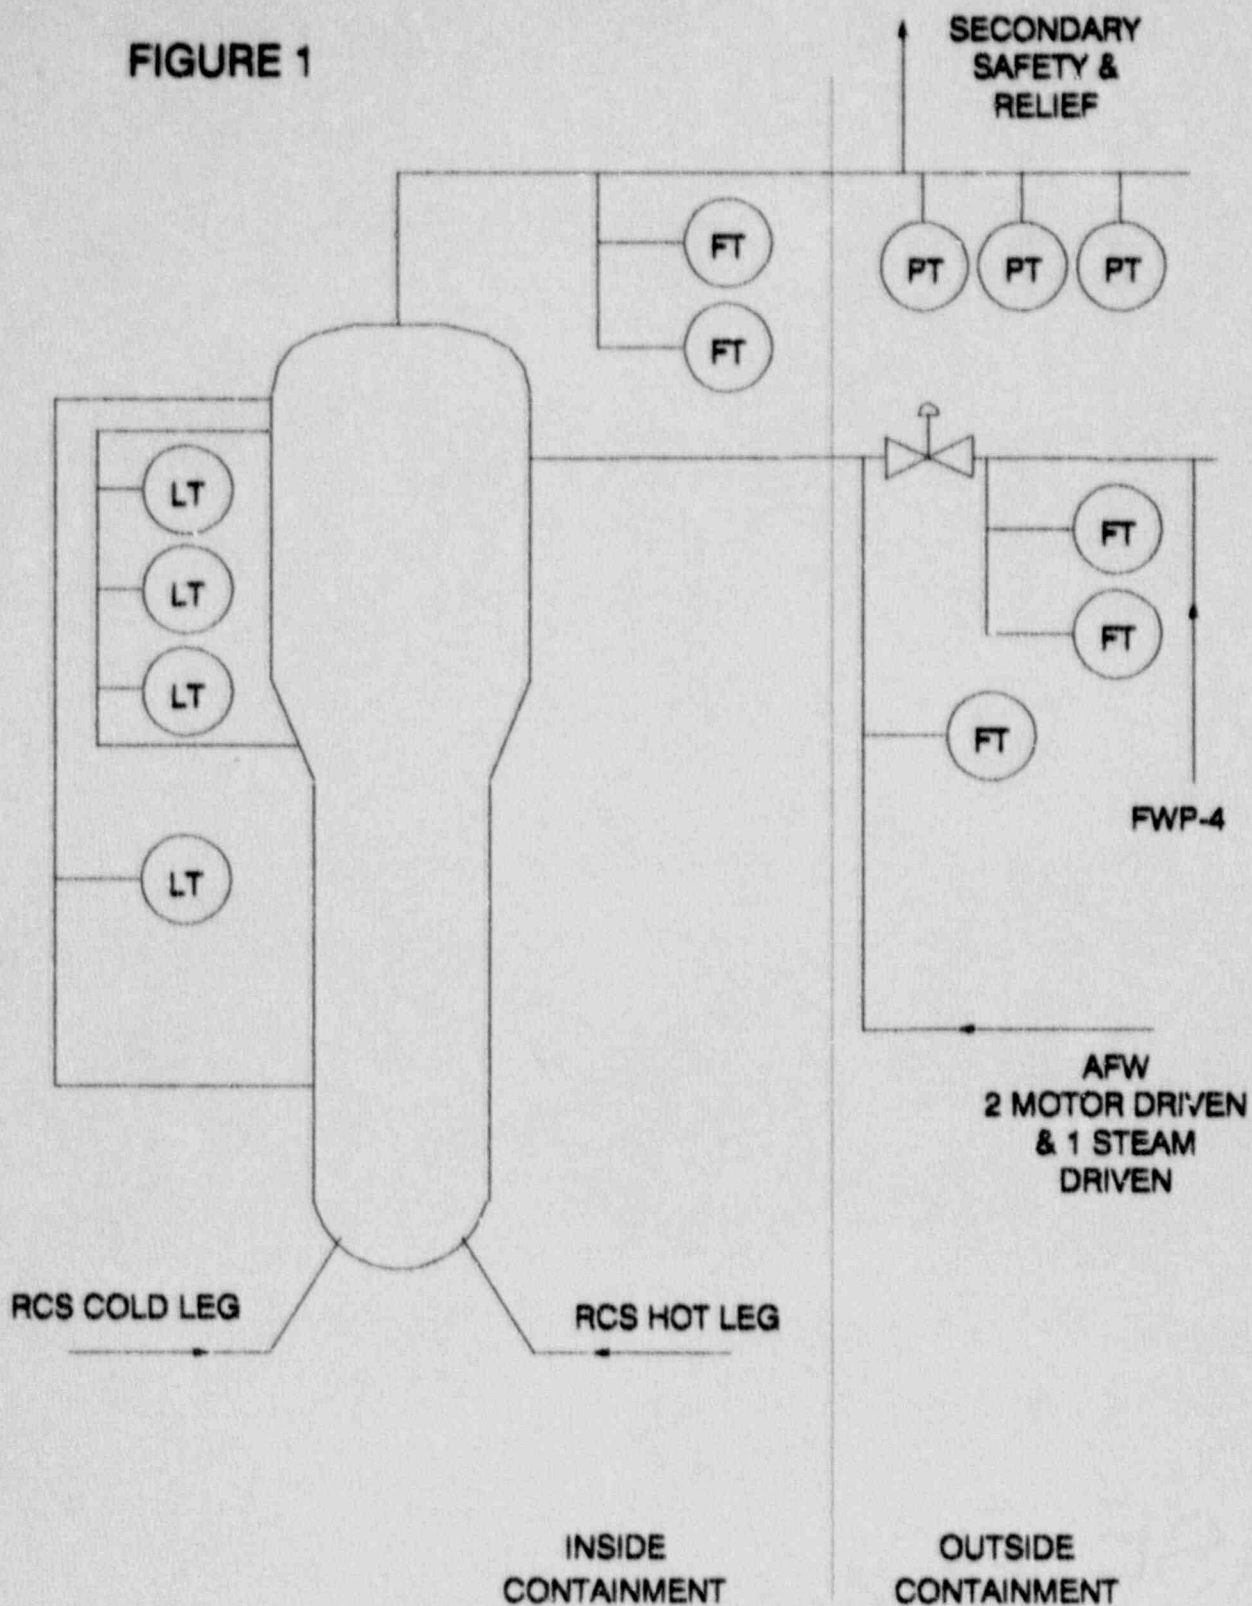 FIGURE 1
SECONDARY
SAFETY &
RELIEF
FT
PT
PT
PT
FT
LT
FT
LT
FT
LT
FT
FWP-4
LT
AFW
2 MOTOR DRIVEN
& 1 STEAM
DRIVEN
RCS COLD LEG
RCS HOT LEG
INSIDE
CONTAINMENT
OUTSIDE
CONTAINMENT